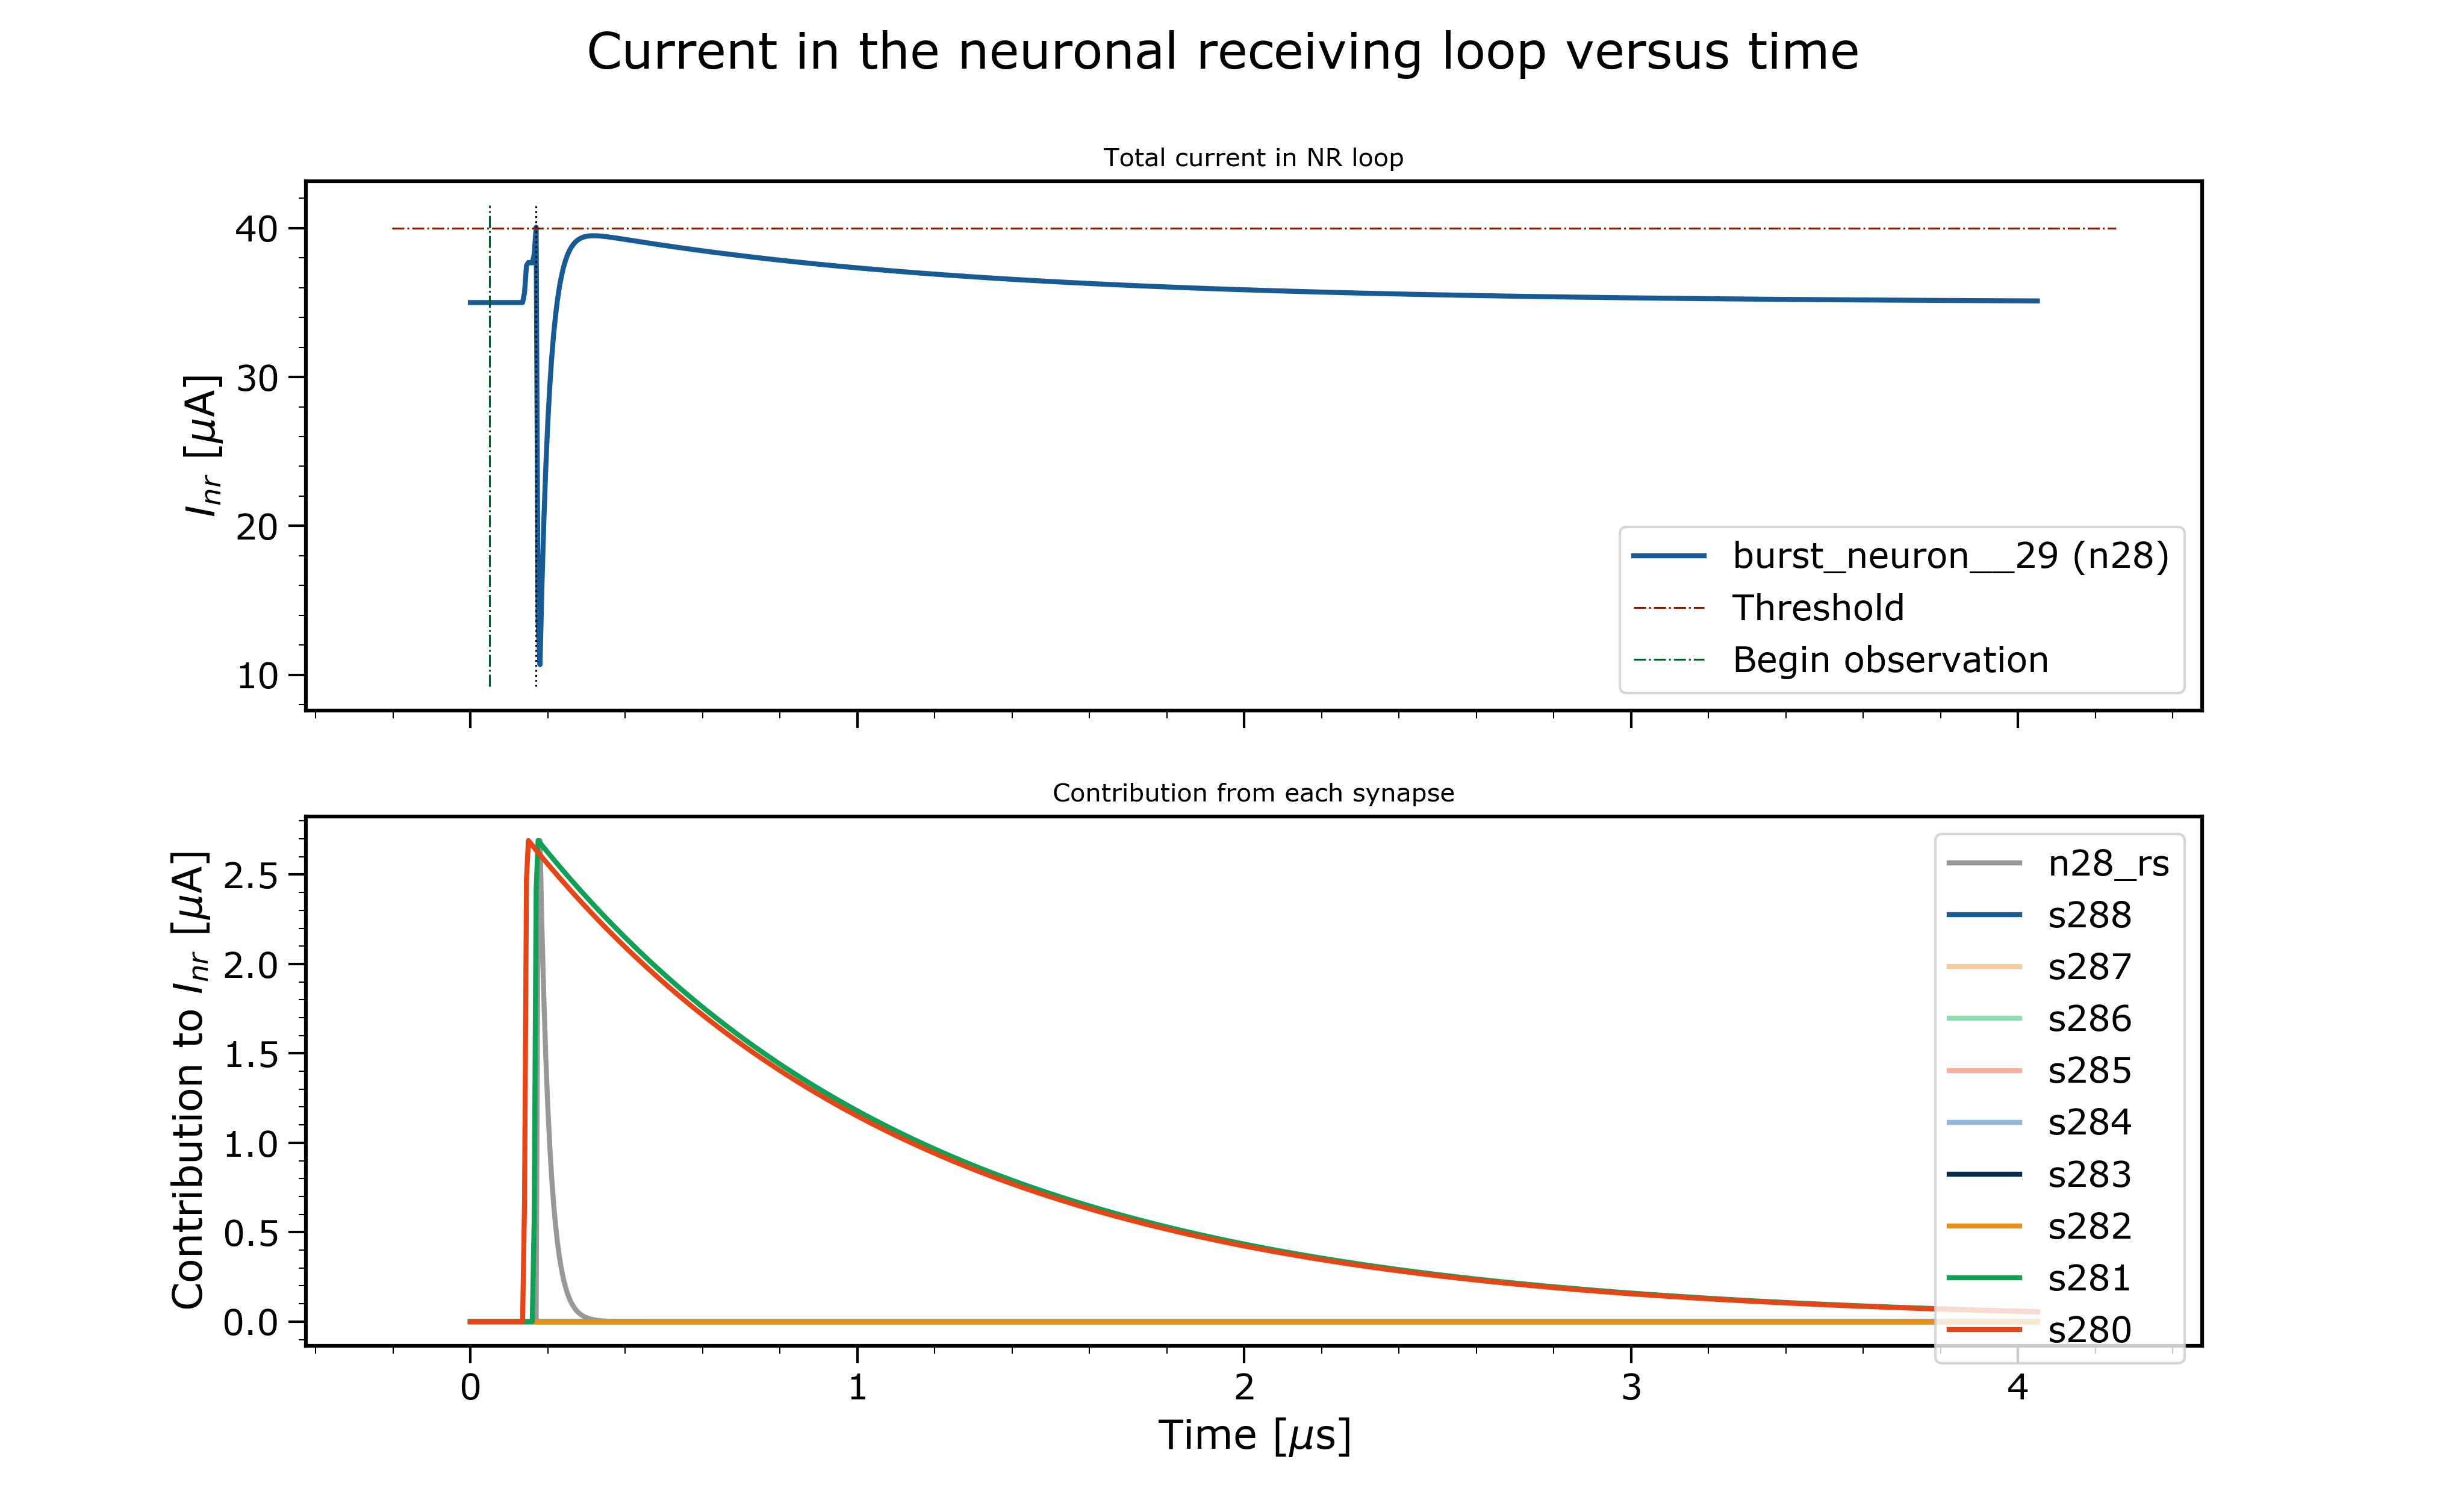 Current in the neuronal receiving loop versus time
Total current in NR loop
40
30
20
10
I_nr [μA]
burst_neuron__29 (n28)
Threshold
Begin observation
Contribution from each synapse
2.5
2.0
1.5
1.0
0.5
0.0
Contribution to I_nr [μA]
n28_rs
s288
s287
s286
s285
s284
s283
s282
s281
s280
0 1 2 3 4
Time [μs]